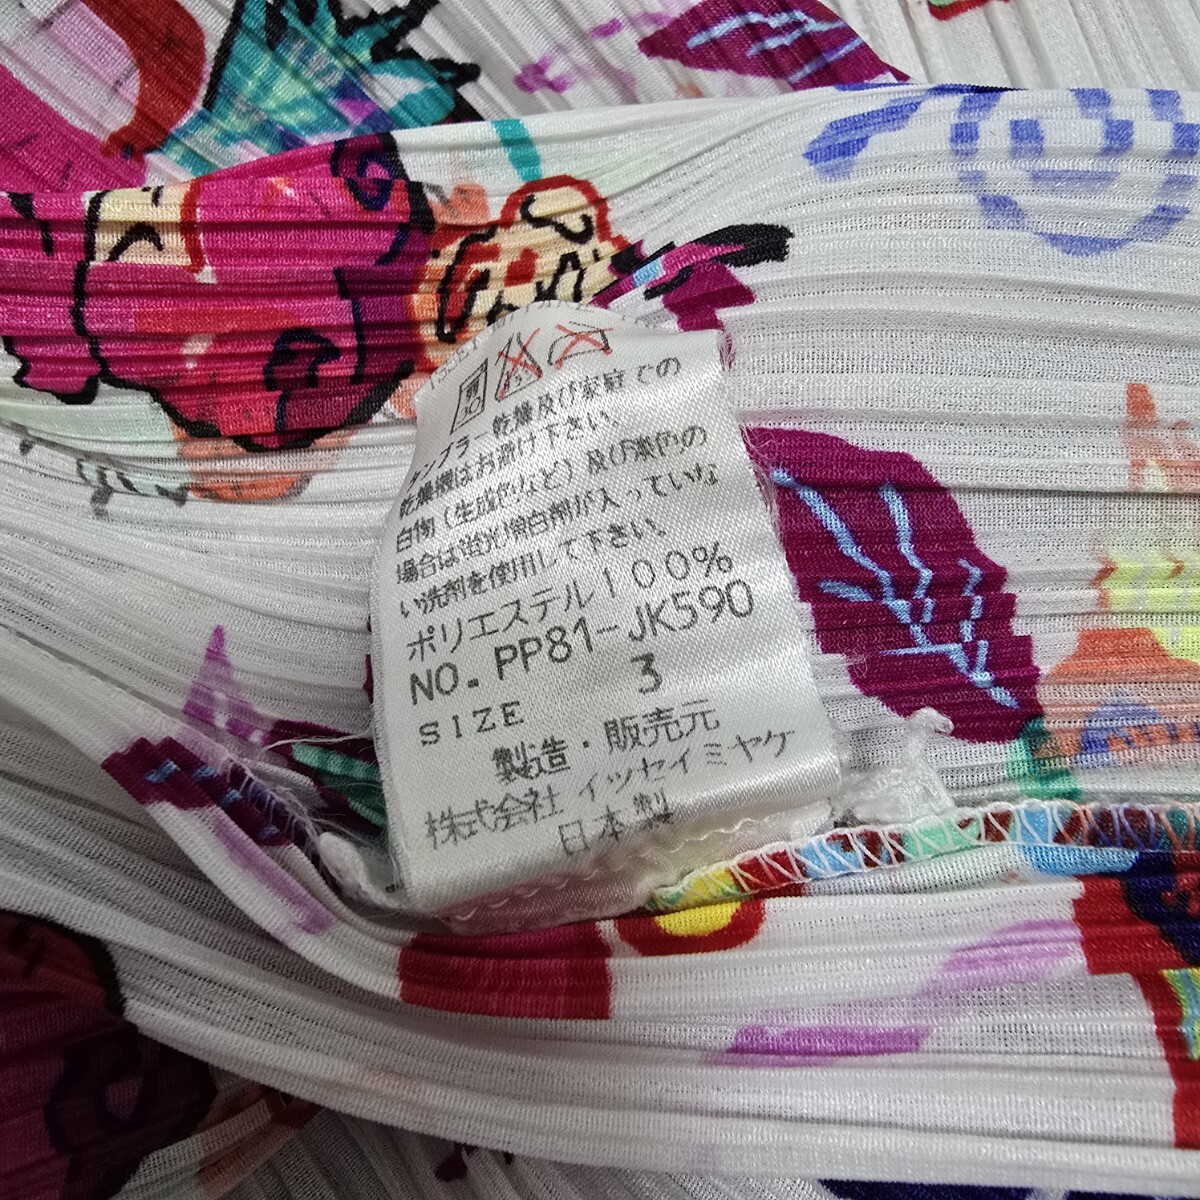 タンブラー乾燥及び家庭での
乾燥機はお避け下さい。
白物（生成色など）及び淡色の
場合は蛍光増白剤が入っていな
い洗剤を使用して下さい。
ポリエステル100%
NO. PP81-JK590
SIZE 3
製造・販売元
株式会社 イッセイミヤケ
日本製